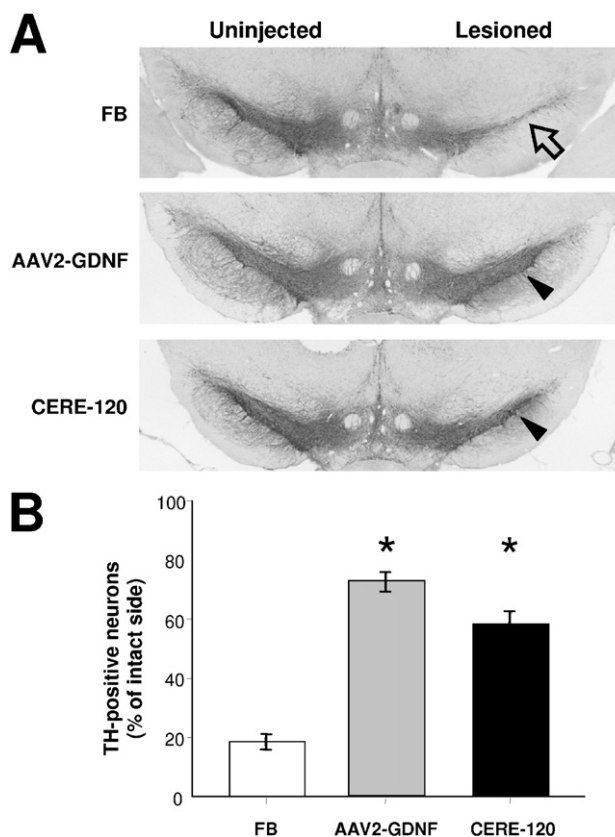 A
Uninjected Lesioned
FB
AAV2-GDNF
CERE-120
B
TH-positive neurons
(% of intact side)
100
80
60
40
20
0
*
*
FB AAV2-GDNF CERE-120